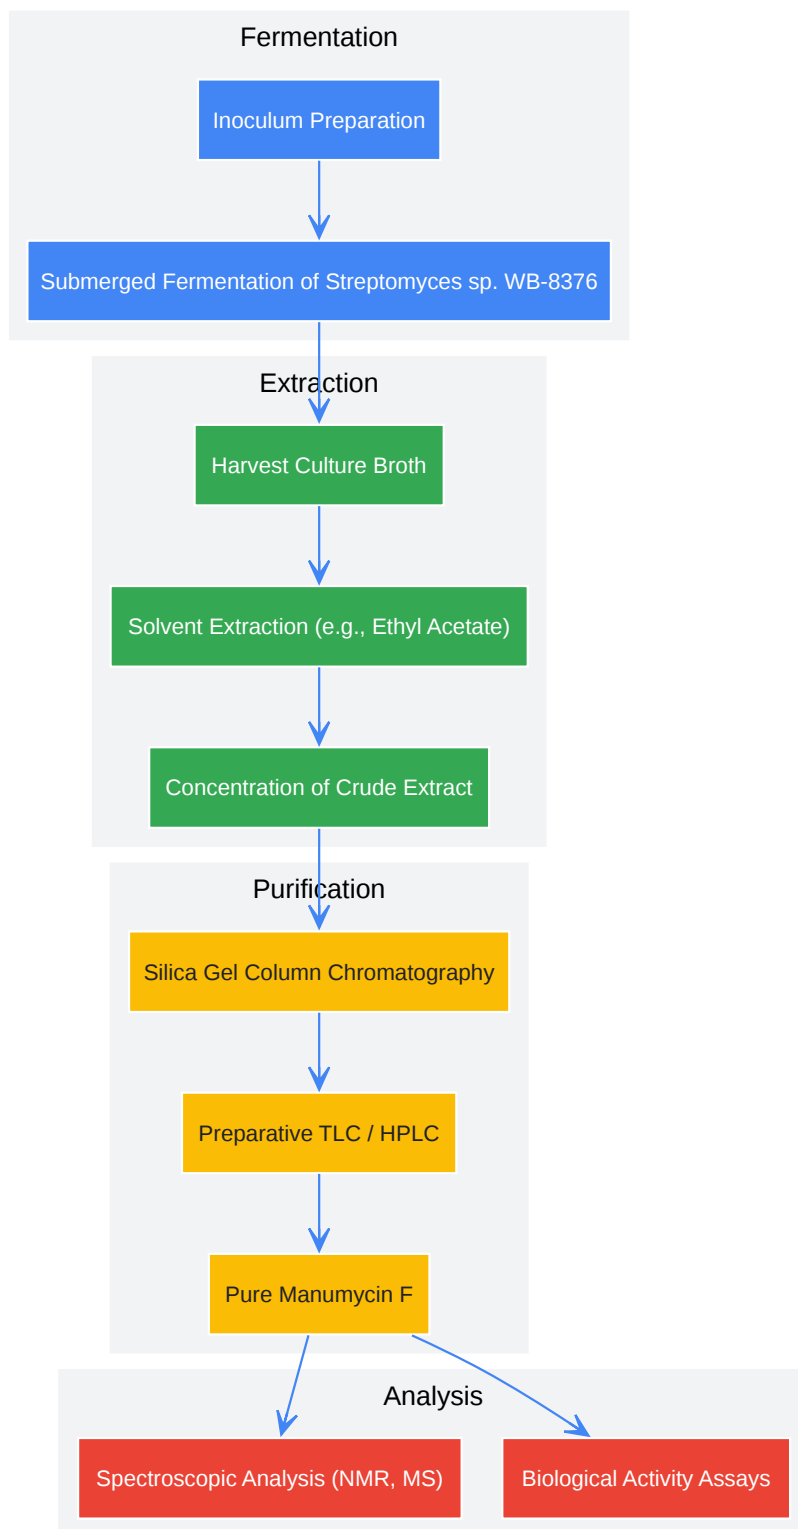 Fermentation
Inoculum Preparation
Submerged Fermentation of Streptomyces sp. WB-8376
Extraction
Harvest Culture Broth
Solvent Extraction (e.g., Ethyl Acetate)
Concentration of Crude Extract
Purification
Silica Gel Column Chromatography
Preparative TLC / HPLC
Pure Manumycin F
Analysis
Spectroscopic Analysis (NMR, MS)
Biological Activity Assays